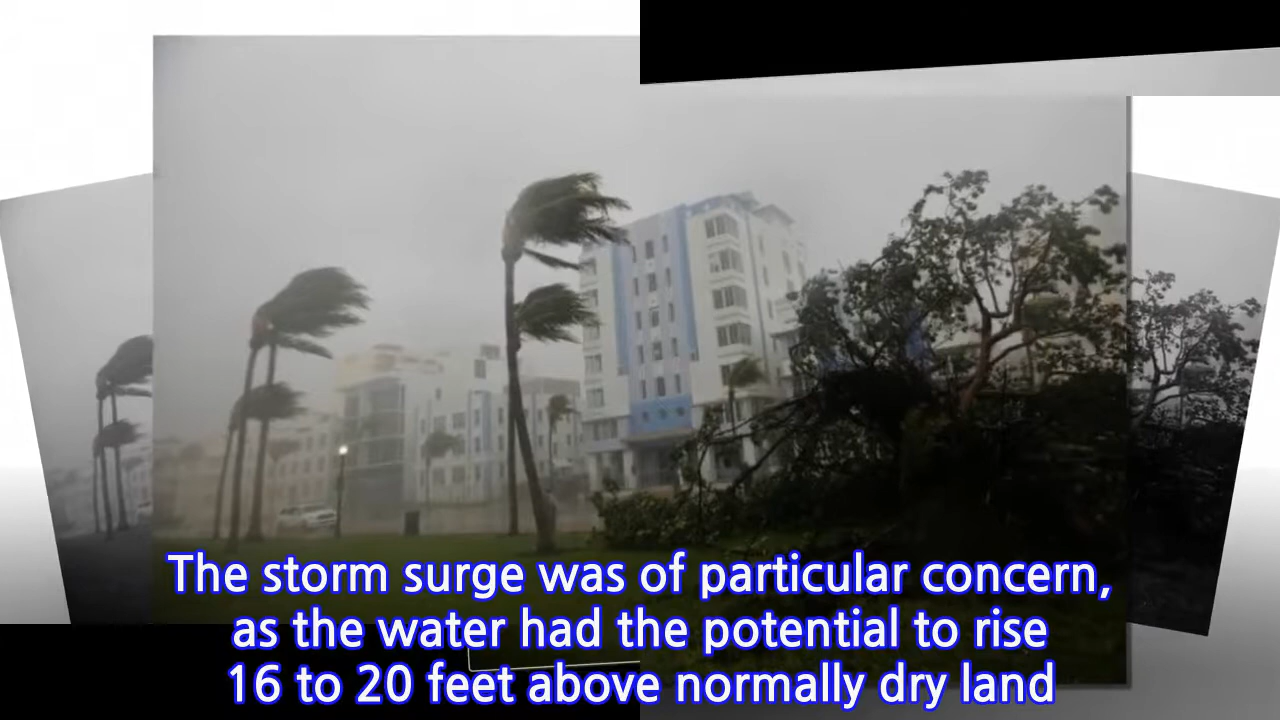 The storm surge was of particular concern,
as the water had the potential to rise
16 to 20 feet above normally dry land